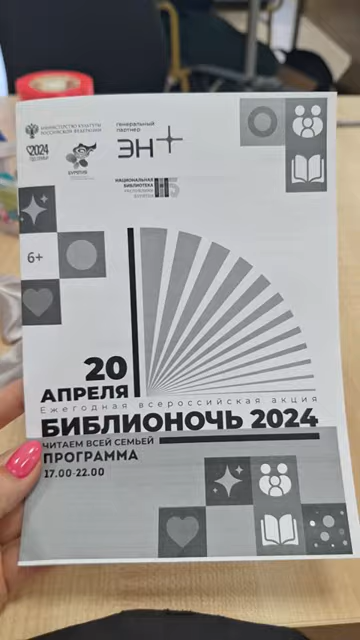 МИНИСТЕРСТВО КУЛЬТУРЫ
РОССИЙСКОЙ ФЕДЕРАЦИИ
генеральный
партнер
ЭН+
2024
НАЦИОНАЛЬНАЯ
БИБЛИОТЕКА
6+
20
АПРЕЛЯ
Ежегодная всероссийская акция
БИБЛИОНОЧЬ 2024
ЧИТАЕМ ВСЕЙ СЕМЬЕЙ
ПРОГРАММА
17.00-22.00